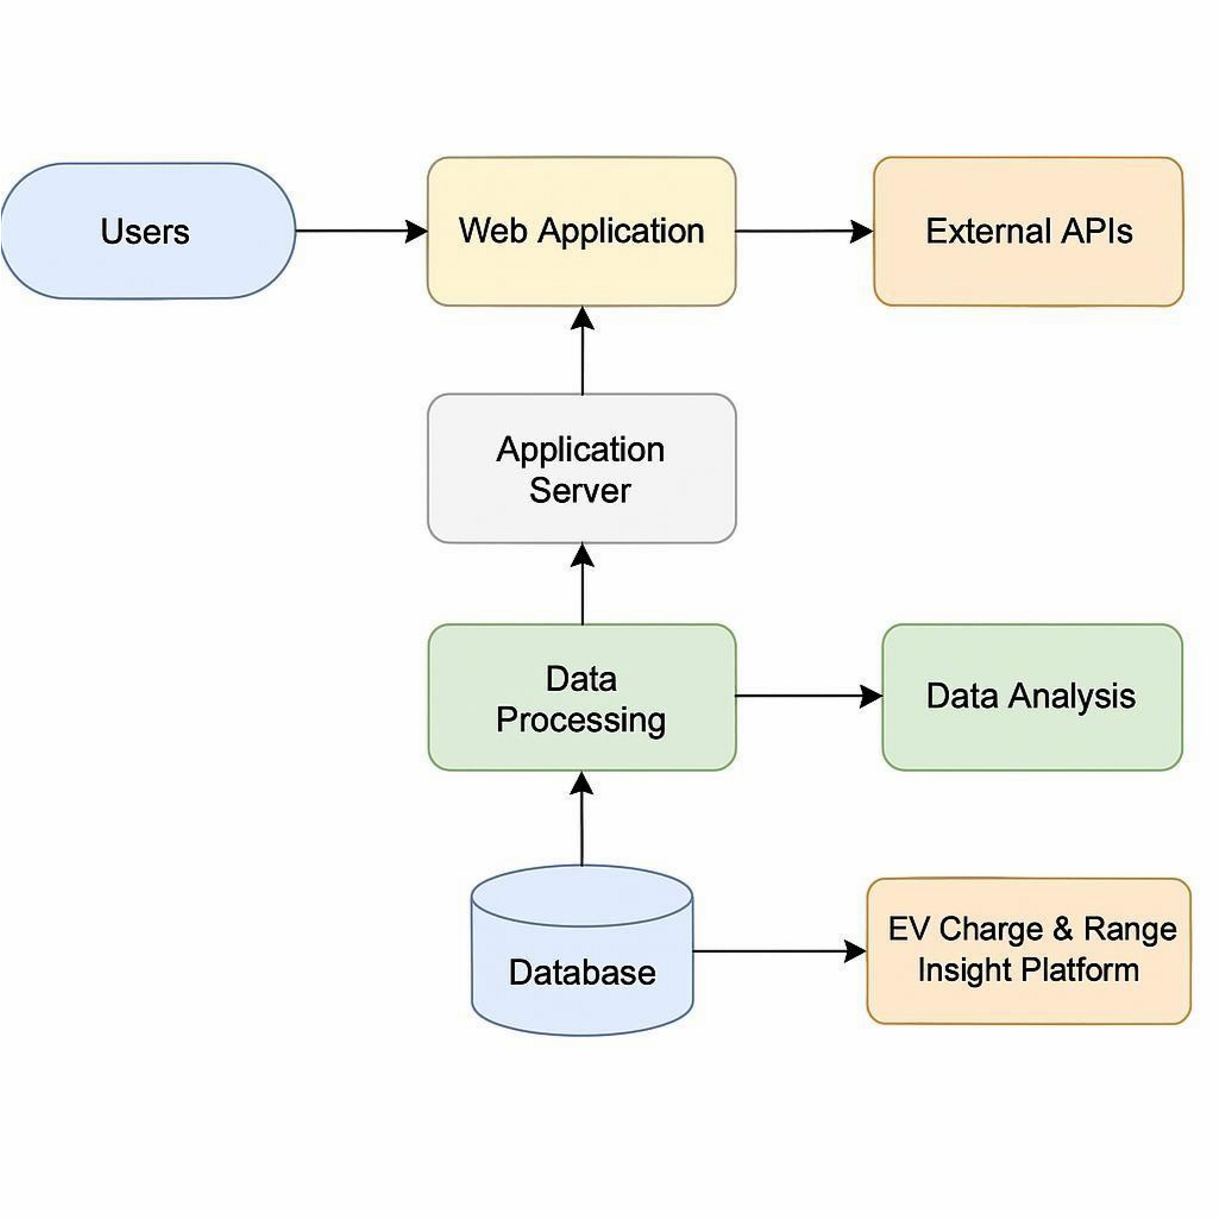 Users
Web Application
External APIs
Application
Server
Data
Processing
Data Analysis
Database
EV Charge & Range
Insight Platform